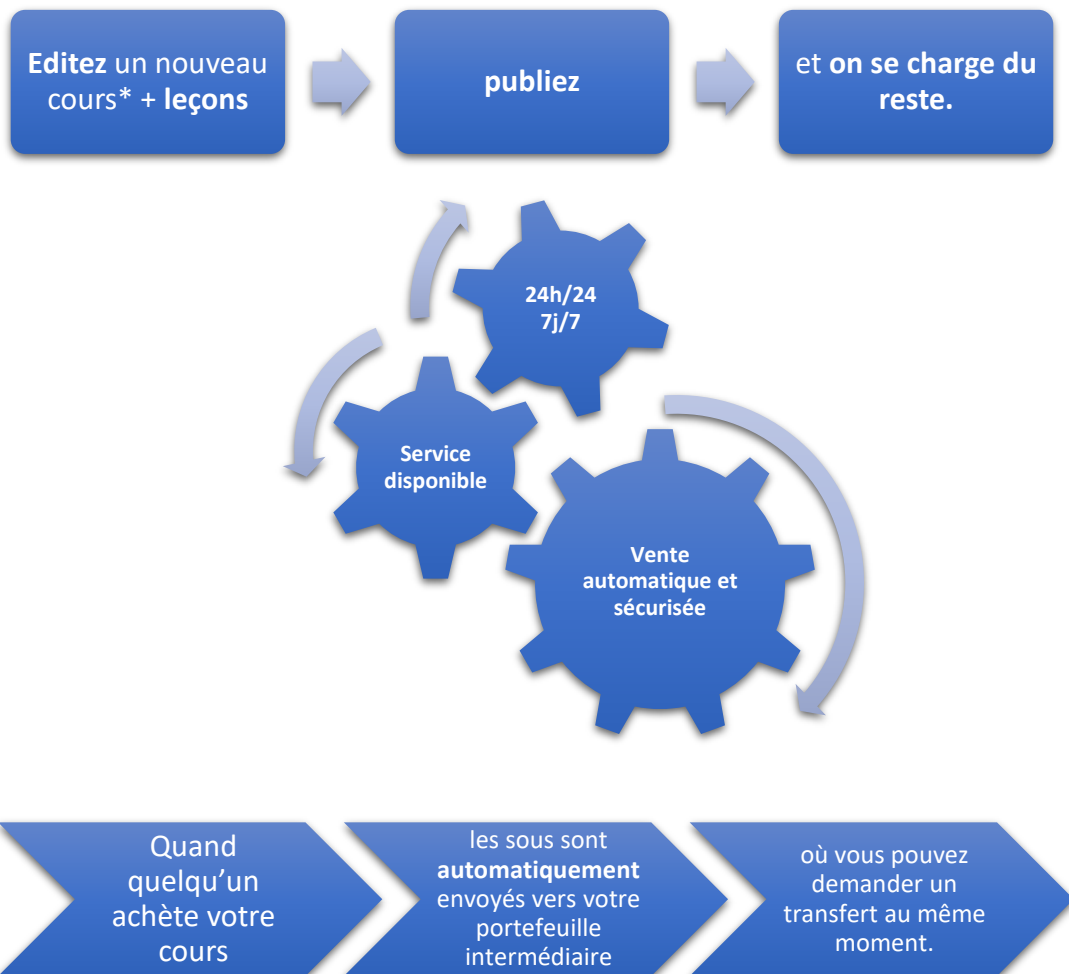 Editez un nouveau
cours* + leçons
publiez
et on se charge du
reste.
24h/24
7j/7
Service
disponible
Vente
automatique et
sécurisée
Quand
quelqu’un
achète votre
cours
les sous sont
automatiquement
envoyés vers votre
portefeuille
intermédiaire
où vous pouvez
demander un
transfert au même
moment.